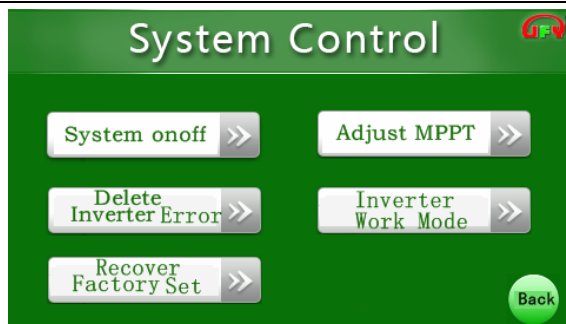 System Control
System onoff
Adjust MPPT
Delete
Inverter Error
Inverter
Work Mode
Recover
Factory Set
Back